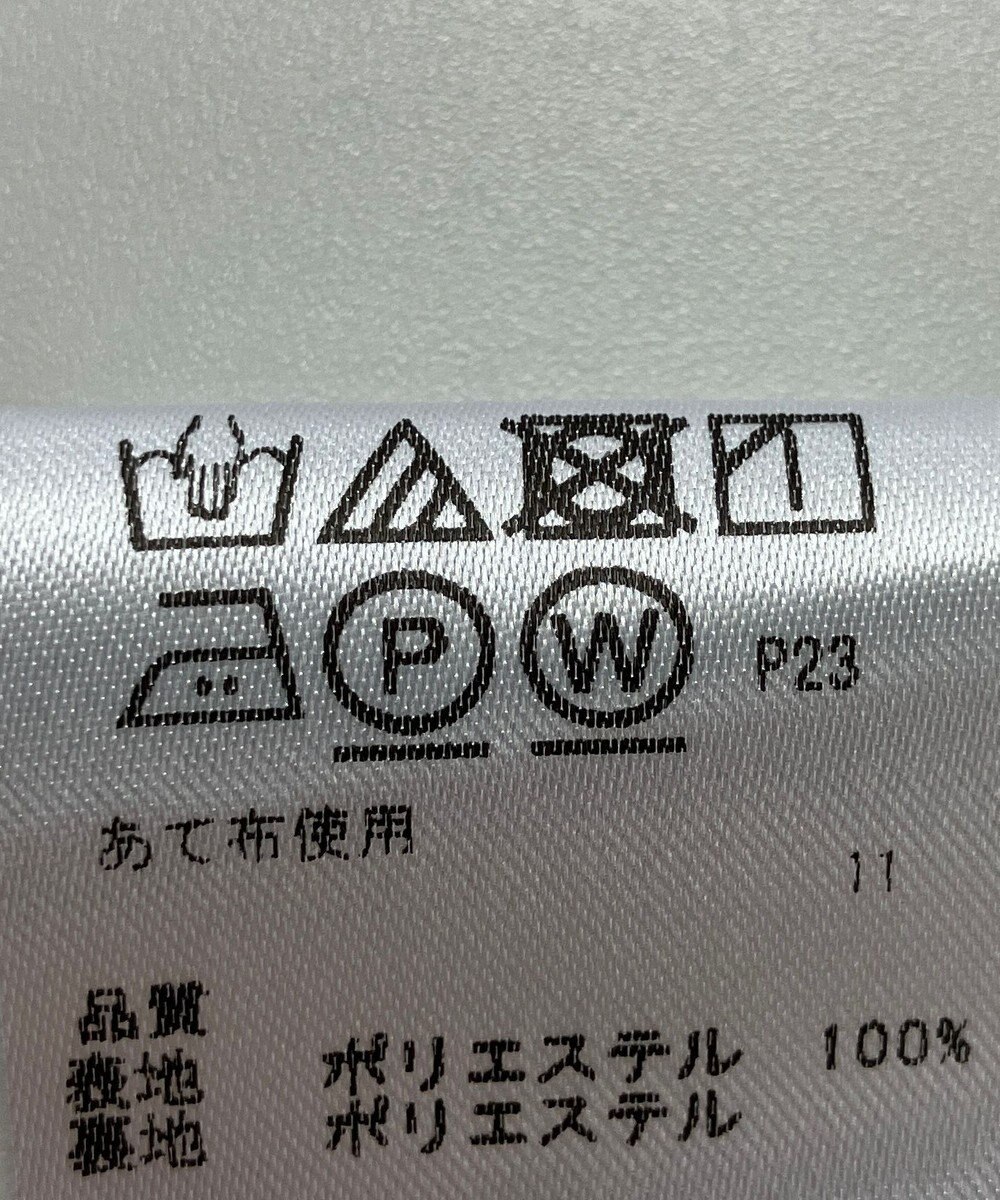 P W P23
あて布使用
11
品質
表地 ポリエステル 100%
裏地 ポリエステル